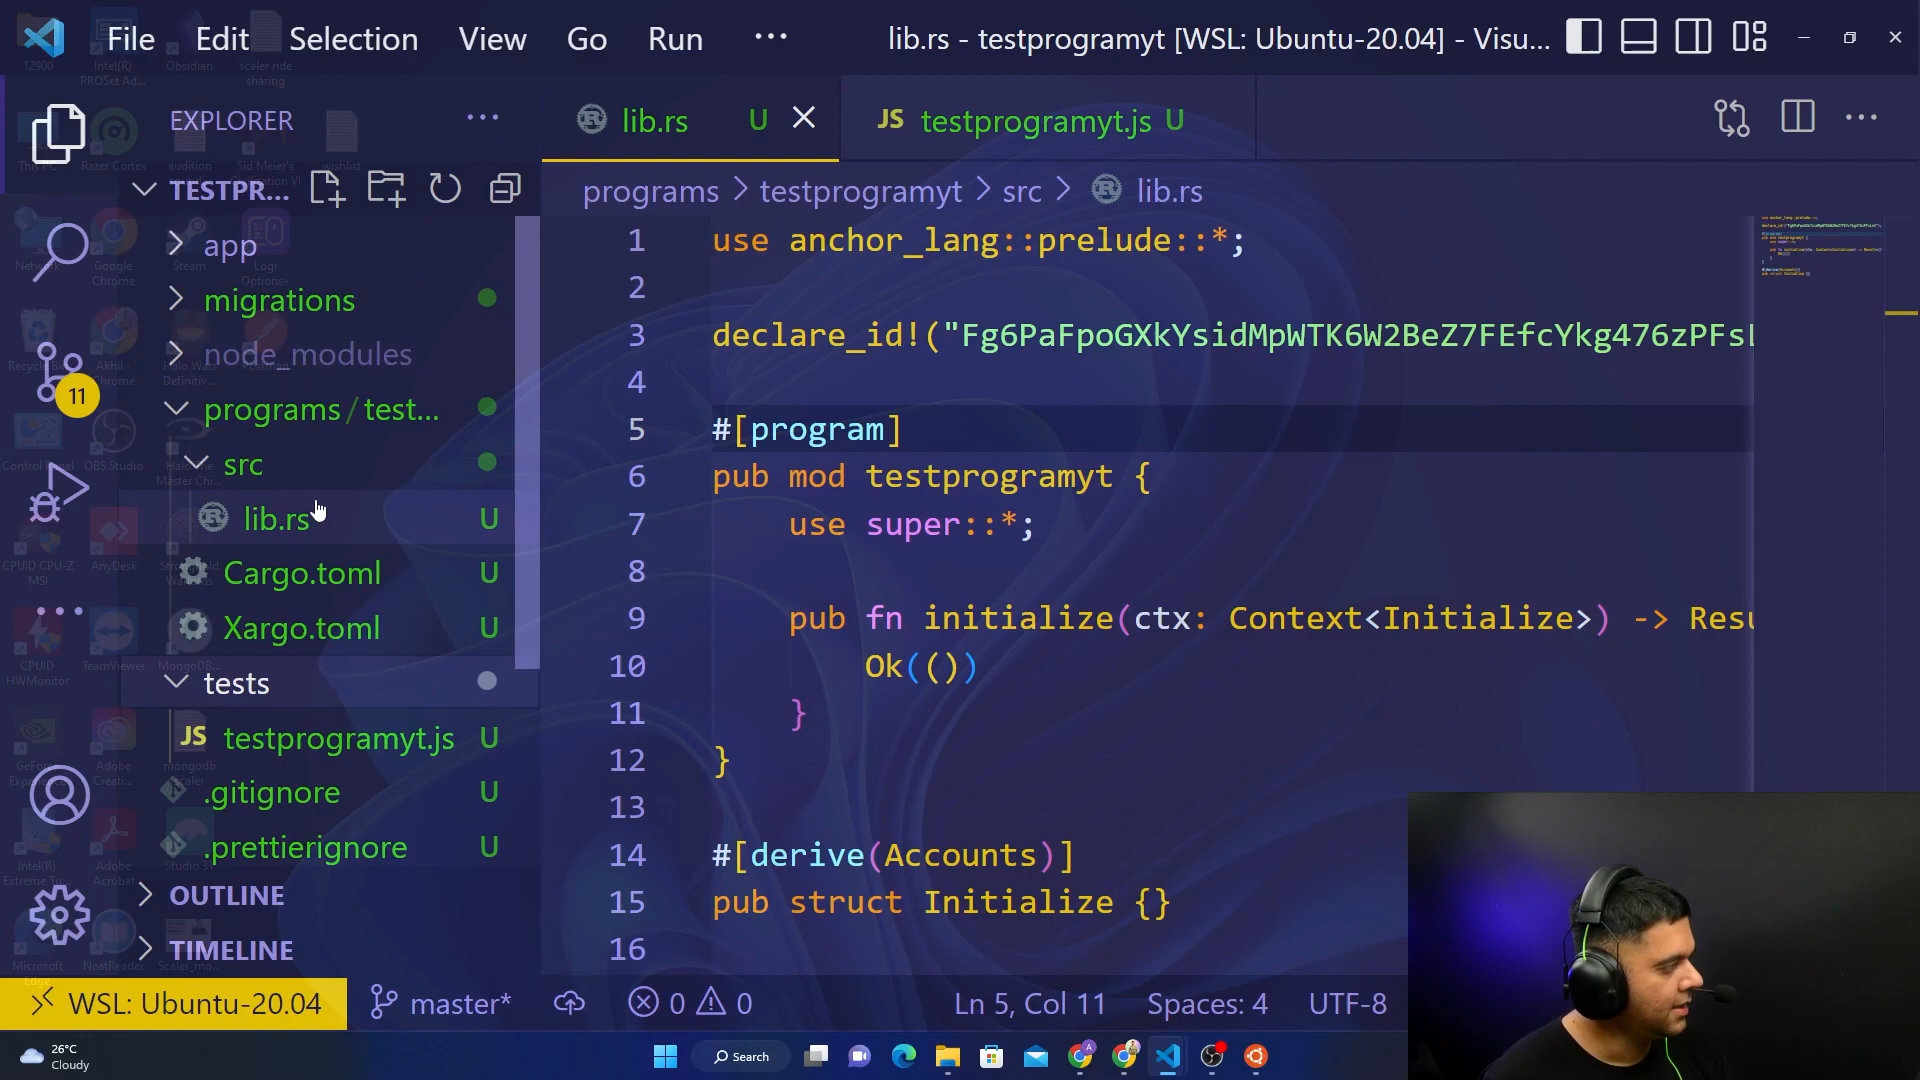 File Edit Selection View Go Run ··· lib.rs - testprogramyt [WSL: Ubuntu-20.04] - Visu...
EXPLORER ···
lib.rs U
JS testprogramyt.js U
TESTPR...
programs > testprogramyt > src > lib.rs
app
migrations
node_modules
programs / test...
src
lib.rs U
Cargo.toml U
Xargo.toml U
tests
JS testprogramyt.js U
.gitignore U
.prettierignore U
OUTLINE
TIMELINE
11
1 use anchor_lang::prelude::*;
2
3 declare_id!("Fg6PaFpoGXkYsidMpWTK6W2BeZ7FEfcYkg476zPFsL
4
5 #[program]
6 pub mod testprogramyt {
7 use super::*;
8
9 pub fn initialize(ctx: Context<Initialize>) -> Resu
10 Ok(())
11 }
12 }
13
14 #[derive(Accounts)]
15 pub struct Initialize {}
16
WSL: Ubuntu-20.04 master* 0 0 Ln 5, Col 11 Spaces: 4 UTF-8
26°C
Cloudy
Search